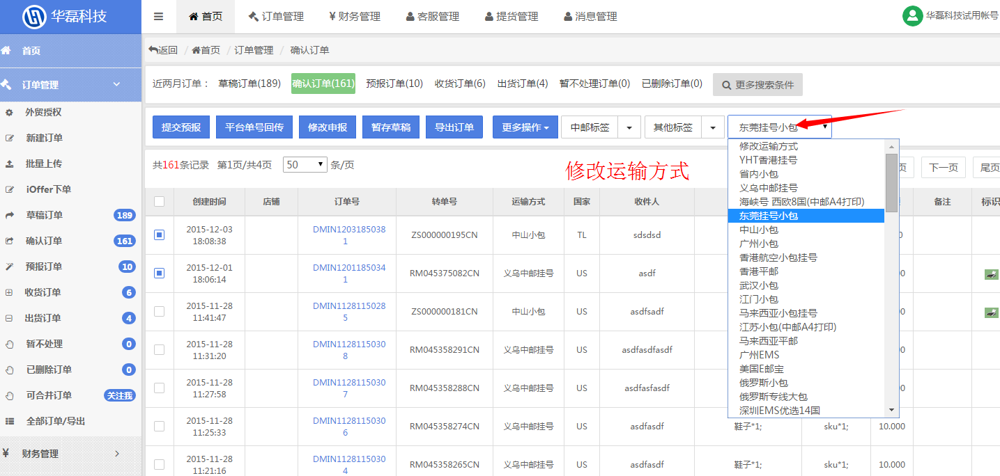 华磊科技
首页
订单管理
¥ 财务管理
客服管理
提货管理
消息管理
华磊科技试用帐号
首页
订单管理
外贸授权
新建订单
批量上传
iOffer下单
草稿订单 189
确认订单 161
预报订单 10
收货订单 6
出货订单 4
暂不处理 0
已删除订单 0
可合并订单 关注我
全部订单/导出
¥ 财务管理
返回 / 首页 / 订单管理 / 确认订单
近两月订单： 草稿订单(189) 确认订单(161) 预报订单(10) 收货订单(6) 出货订单(4) 暂不处理订单(0) 已删除订单(0) 更多搜索条件
提交预报 平台单号回传 修改申报 暂存草稿 导出订单 更多操作 中邮标签 其他标签 东莞挂号小包
共161条记录 第1页/共4页 50 条/页
页 下一页 尾页
修改运输方式
修改运输方式
YHT香港挂号
省内小包
义乌中邮挂号
海峡号 西欧8国(中邮A4打印)
东莞挂号小包
中山小包
广州小包
香港航空小包挂号
香港平邮
武汉小包
江门小包
马来西亚小包挂号
江苏小包(中邮A4打印)
马来西亚平邮
广州EMS
美国E邮宝
俄罗斯小包
俄罗斯专线大包
深圳EMS优选14国
创建时间 店铺 订单号 转单号 运输方式 国家 收件人 备注 标识
2015-12-03 18:08:38 DMIN12031850381 ZS000000195CN 中山小包 TL sdsdsd
2015-12-01 18:06:14 DMIN12011850341 RM045375082CN 义乌中邮挂号 US asdf
2015-11-28 11:41:47 DMIN11281150285 ZS000000181CN 中山小包 US asdfsadf
2015-11-28 11:31:20 DMIN11281150308 RM045358291CN 义乌中邮挂号 US asdfasdfasdf
2015-11-28 11:27:58 DMIN11281150307 RM045358288CN 义乌中邮挂号 US asdfasfasdf
2015-11-28 11:25:33 DMIN11281150306 RM045358274CN 义乌中邮挂号 US asdfasdf 鞋子*1; sku*1; 10.000
2015-11-28 11:21:16 DMIN11281150304 RM045358265CN 义乌中邮挂号 US asdfasdf 鞋子*1; sku*1; 10.000